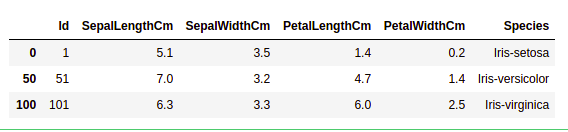 Id SepalLengthCm SepalWidthCm PetalLengthCm PetalWidthCm Species
0 1 5.1 3.5 1.4 0.2 Iris-setosa
50 51 7.0 3.2 4.7 1.4 Iris-versicolor
100 101 6.3 3.3 6.0 2.5 Iris-virginica